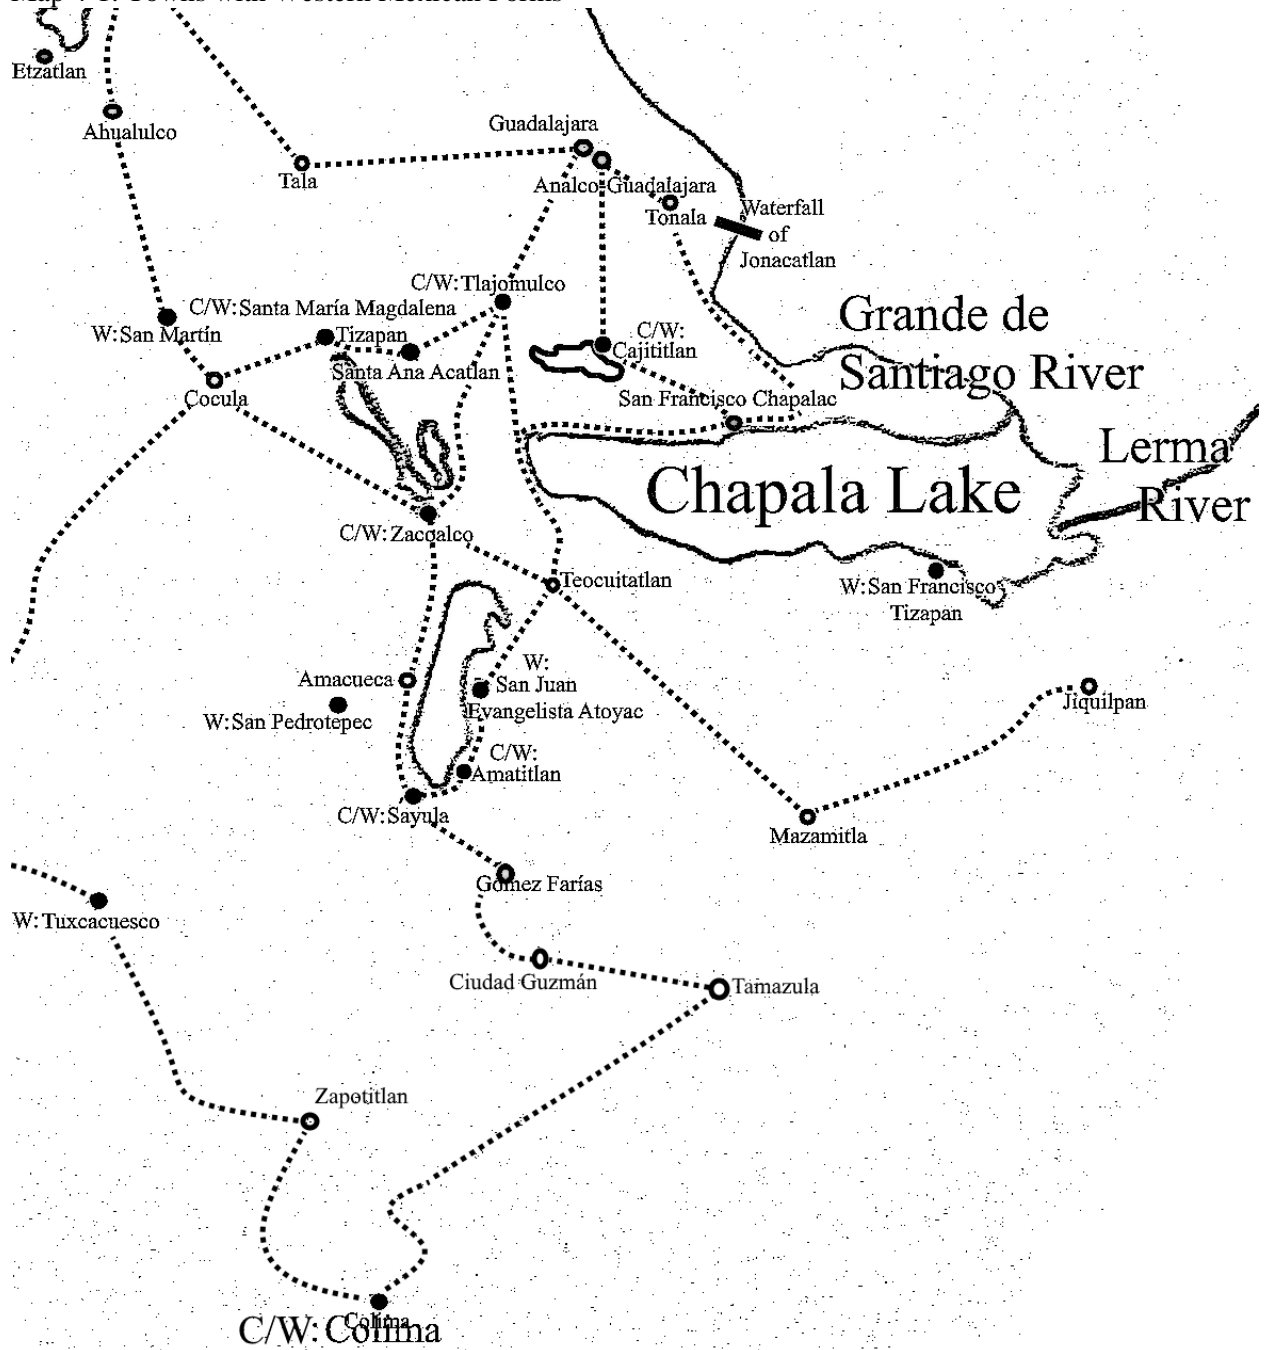 Etzatlan
Ahualulco
Guadalajara
Tala
Analco-Guadalajara
Tonala
Waterfall
of
Jonacatlan
C/W: Tlajomulco
C/W: Santa María Magdalena
Tizapan
W: San Martín
C/W:
Cajititlan
Grande de
Santiago River
Santa Ana Acatlan
Cocula
San Francisco Chapalac
Lerma
River
Chapala Lake
C/W: Zacoalco
Teocuitatlan
W: San Francisco
Tizapan
W:
San Juan
Evangelista Atoyac
Amacueca
W: San Pedrotepec
Jiquilpan
C/W:
Amatitlan
C/W: Sayula
Mazamitla
Gómez Farías
W: Tuxcacuesco
Ciudad Guzmán
Tamazula
Zapotitlan
Colima
C/W: Colima